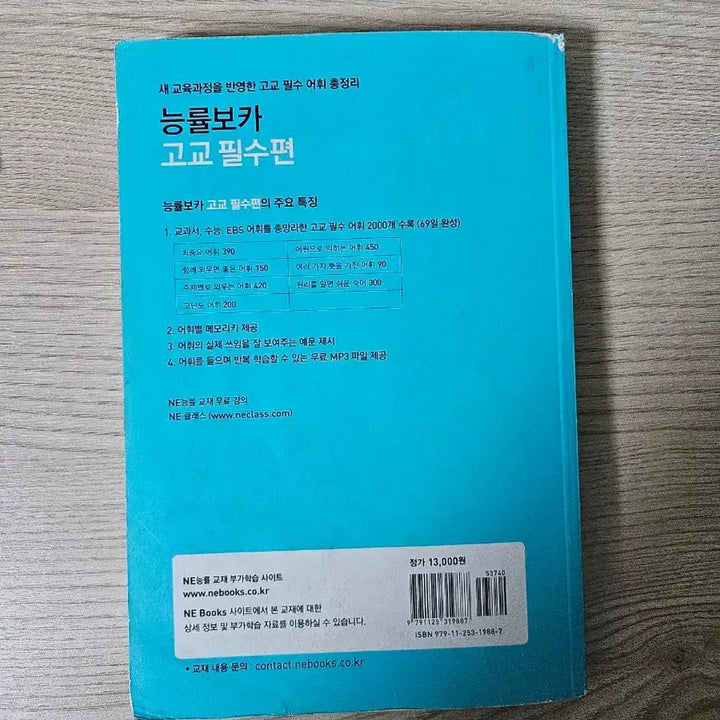 새 교육과정을 반영한 고교 필수 어휘 총정리
능률보카
고교 필수편
능률보카 고교 필수편의 주요 특징
1. 교과서, 수능, EBS 어휘를 총망라한 고교 필수 어휘 2000개 수록 (69일 완성)
최중요 어휘 390 어원으로 익히는 어휘 450
함께 외우면 좋은 어휘 150 여러 가지 뜻을 가진 어휘 90
주제별로 외우는 어휘 420 원리를 알면 쉬운 숙어 300
고난도 어휘 200
2. 어휘별 메모리키 제공
3. 어휘의 실제 쓰임을 잘 보여주는 예문 제시
4. 어휘를 들으며 반복 학습할 수 있는 무료 MP3 파일 제공
NE능률 교재 무료 강의
NE 클래스 (www.neclass.com)
NE능률 교재 부가학습 사이트
www.nebooks.co.kr
NE Books 사이트에서 본 교재에 대한
상세 정보 및 부가학습 자료를 이용하실 수 있습니다.
• 교재 내용 문의 : contact.nebooks.co.kr
정가 13,000원
53740
9 791125 319887
ISBN 979-11-253-1988-7